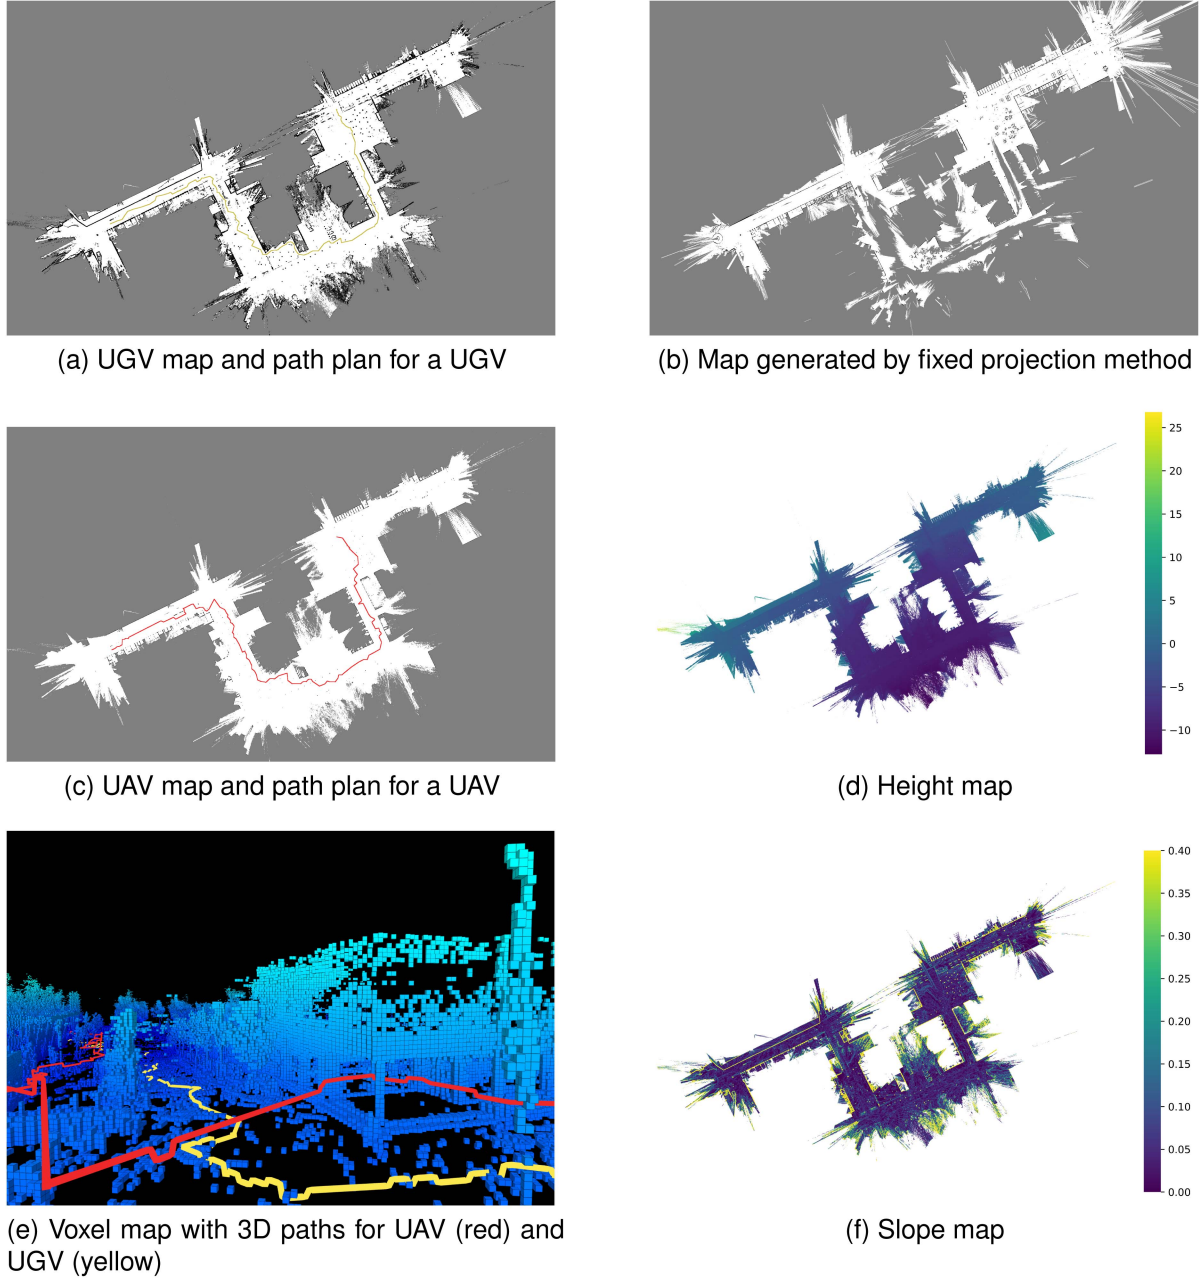 (a) UGV map and path plan for a UGV
(b) Map generated by fixed projection method
25
20
15
10
5
0
−5
−10
(c) UAV map and path plan for a UAV
(d) Height map
0.40
0.35
0.30
0.25
0.20
0.15
0.10
0.05
0.00
(e) Voxel map with 3D paths for UAV (red) and
UGV (yellow)
(f) Slope map